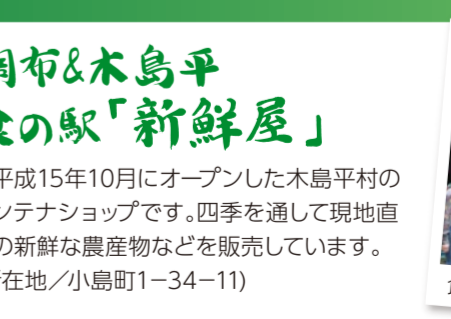 調布&木島平
食の駅「新鮮屋」
平成15年10月にオープンした木島平村の
ンテナショップです。四季を通して現地直
の新鮮な農産物などを販売しています。
在地／小島町1−34−11)